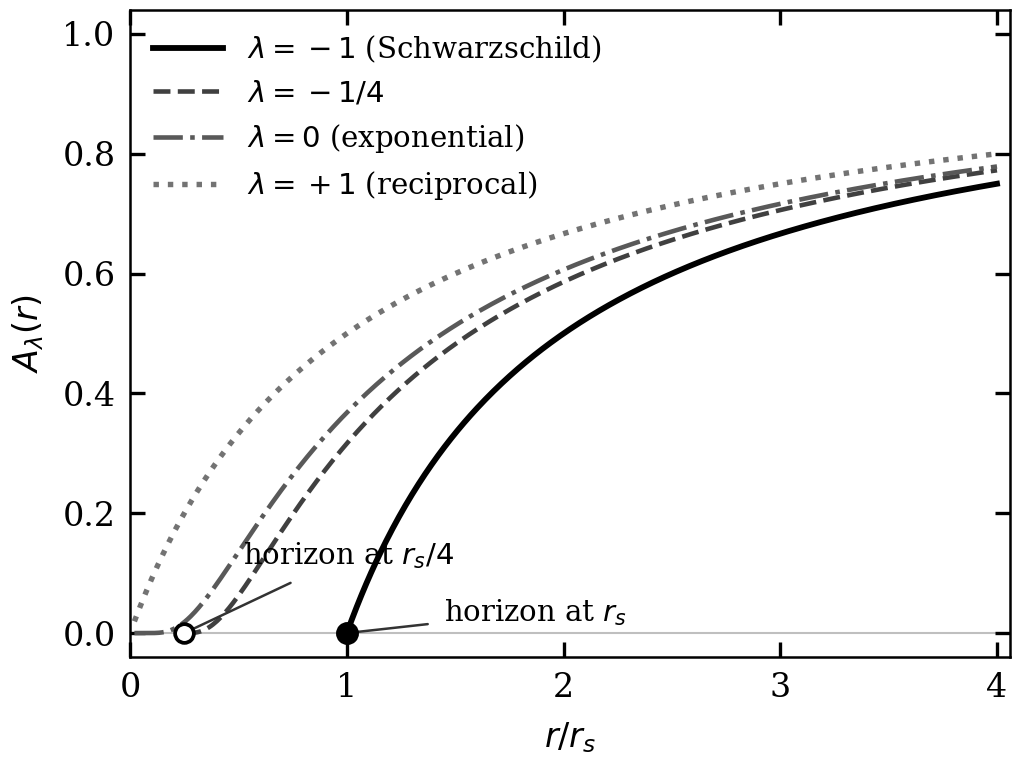 1.0
0.8
0.6
0.4
0.2
0.0
A_λ(r)
λ = −1 (Schwarzschild)
λ = −1/4
λ = 0 (exponential)
λ = +1 (reciprocal)
horizon at r_s/4
horizon at r_s
0 1 2 3 4
r/r_s